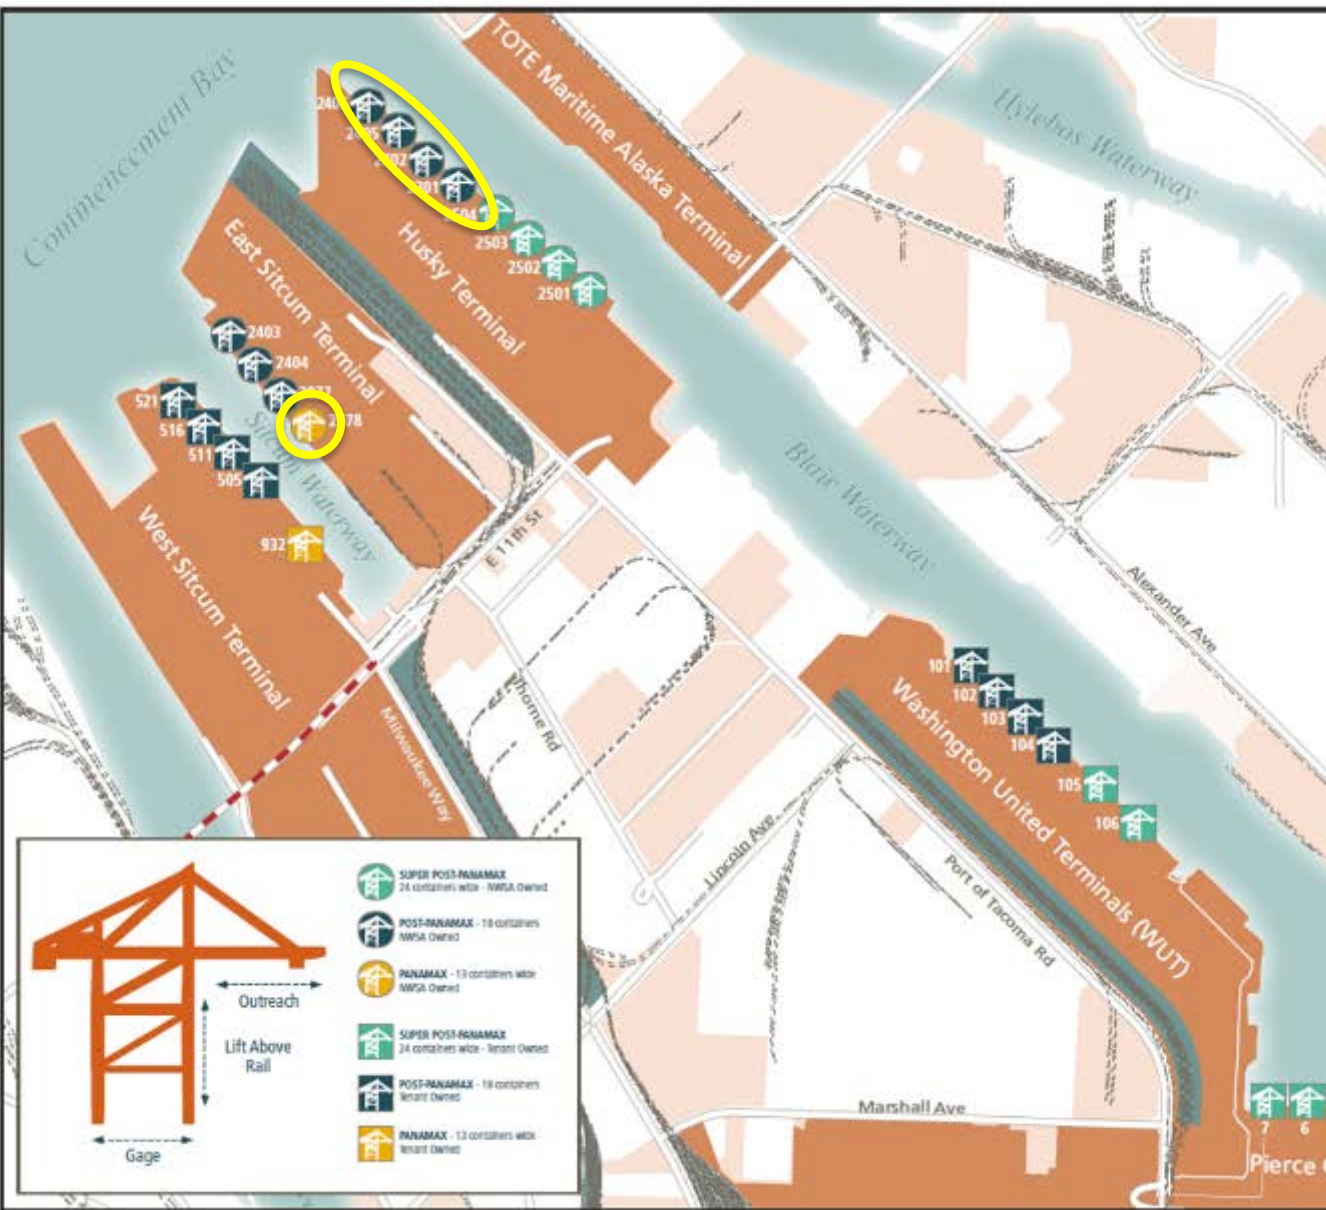 TOTE Maritime Alaska Terminal
Hylebos Waterway
Commencement Bay
2503
2502
2501
Husky Terminal
East Sitcum Terminal
2403
2404
521
516
511
505
932
Sitcum Waterway
West Sitcum Terminal
E 11th St
Blair Waterway
Alexander Ave
Thorne Rd
Milwaukee Way
101
102
103
104
105
106
Washington United Terminals (WUT)
Lincoln Ave
Port of Tacoma Rd
Marshall Ave
7
6
Pierce
Outreach
Lift Above
Rail
Gage
SUPER POST-PANAMAX
24 containers wide - NWSA Owned
POST-PANAMAX - 18 containers
NWSA Owned
PANAMAX - 13 containers wide
NWSA Owned
SUPER POST-PANAMAX
24 containers wide - Tenant Owned
POST-PANAMAX - 18 containers
Tenant Owned
PANAMAX - 13 containers wide
Tenant Owned